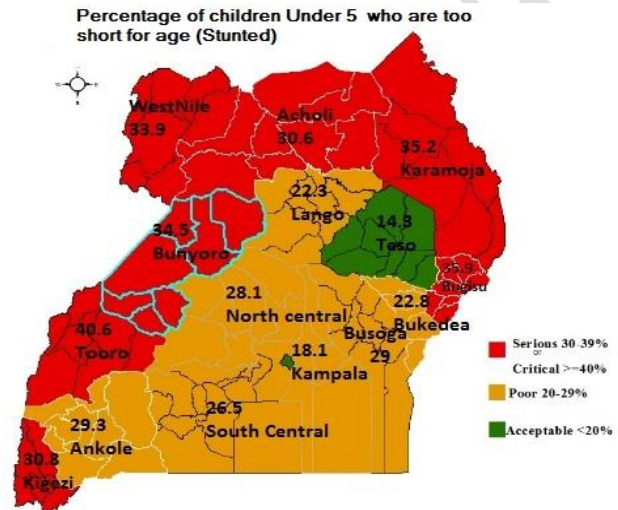 Percentage of children Under 5 who are too
short for age (Stunted)
WestNile
33.9
Acholi
30.6
35.2
Karamoja
22.3
Lango
14.3
Teso
34.5
Bunyoro
35.9
Bugisu
28.1
North central
22.8
Bukedea
Busoga
29
40.6
Tooro
18.1
Kampala
26.5
South Central
29.3
Ankole
30.8
Kigezi
Serious 30-39%
or
Critical >=40%
Poor 20-29%
Acceptable <20%